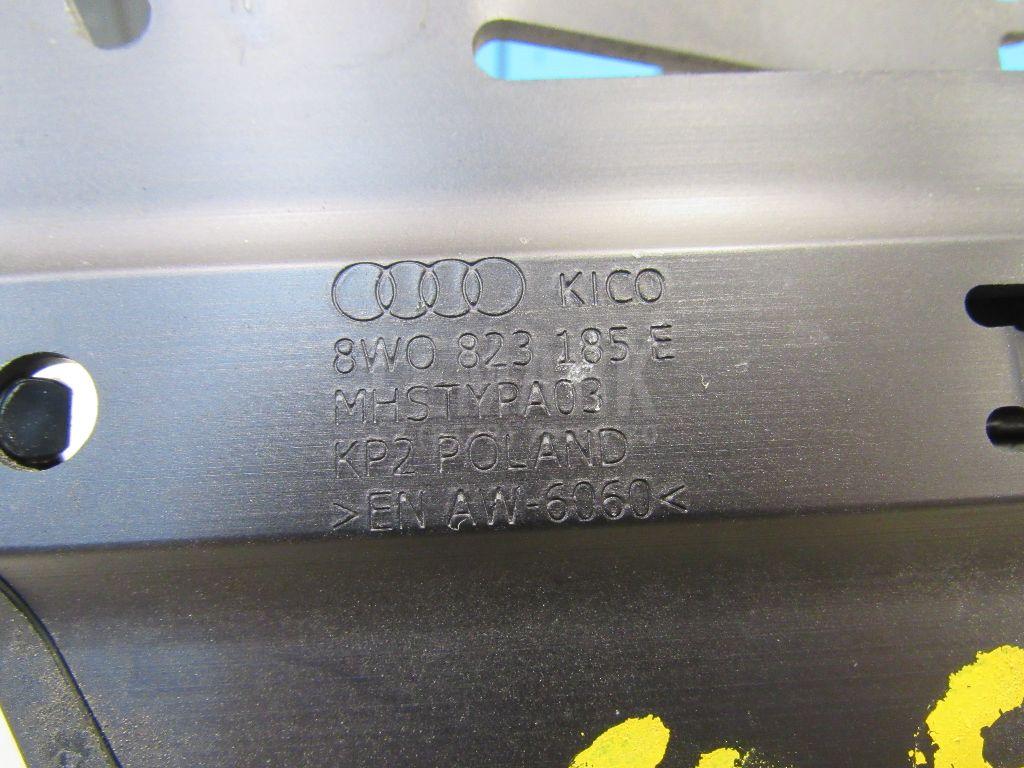 KICO
8W0 823 185 E
MHSTYPA03
KP2 POLAND
>EN AW-6060<